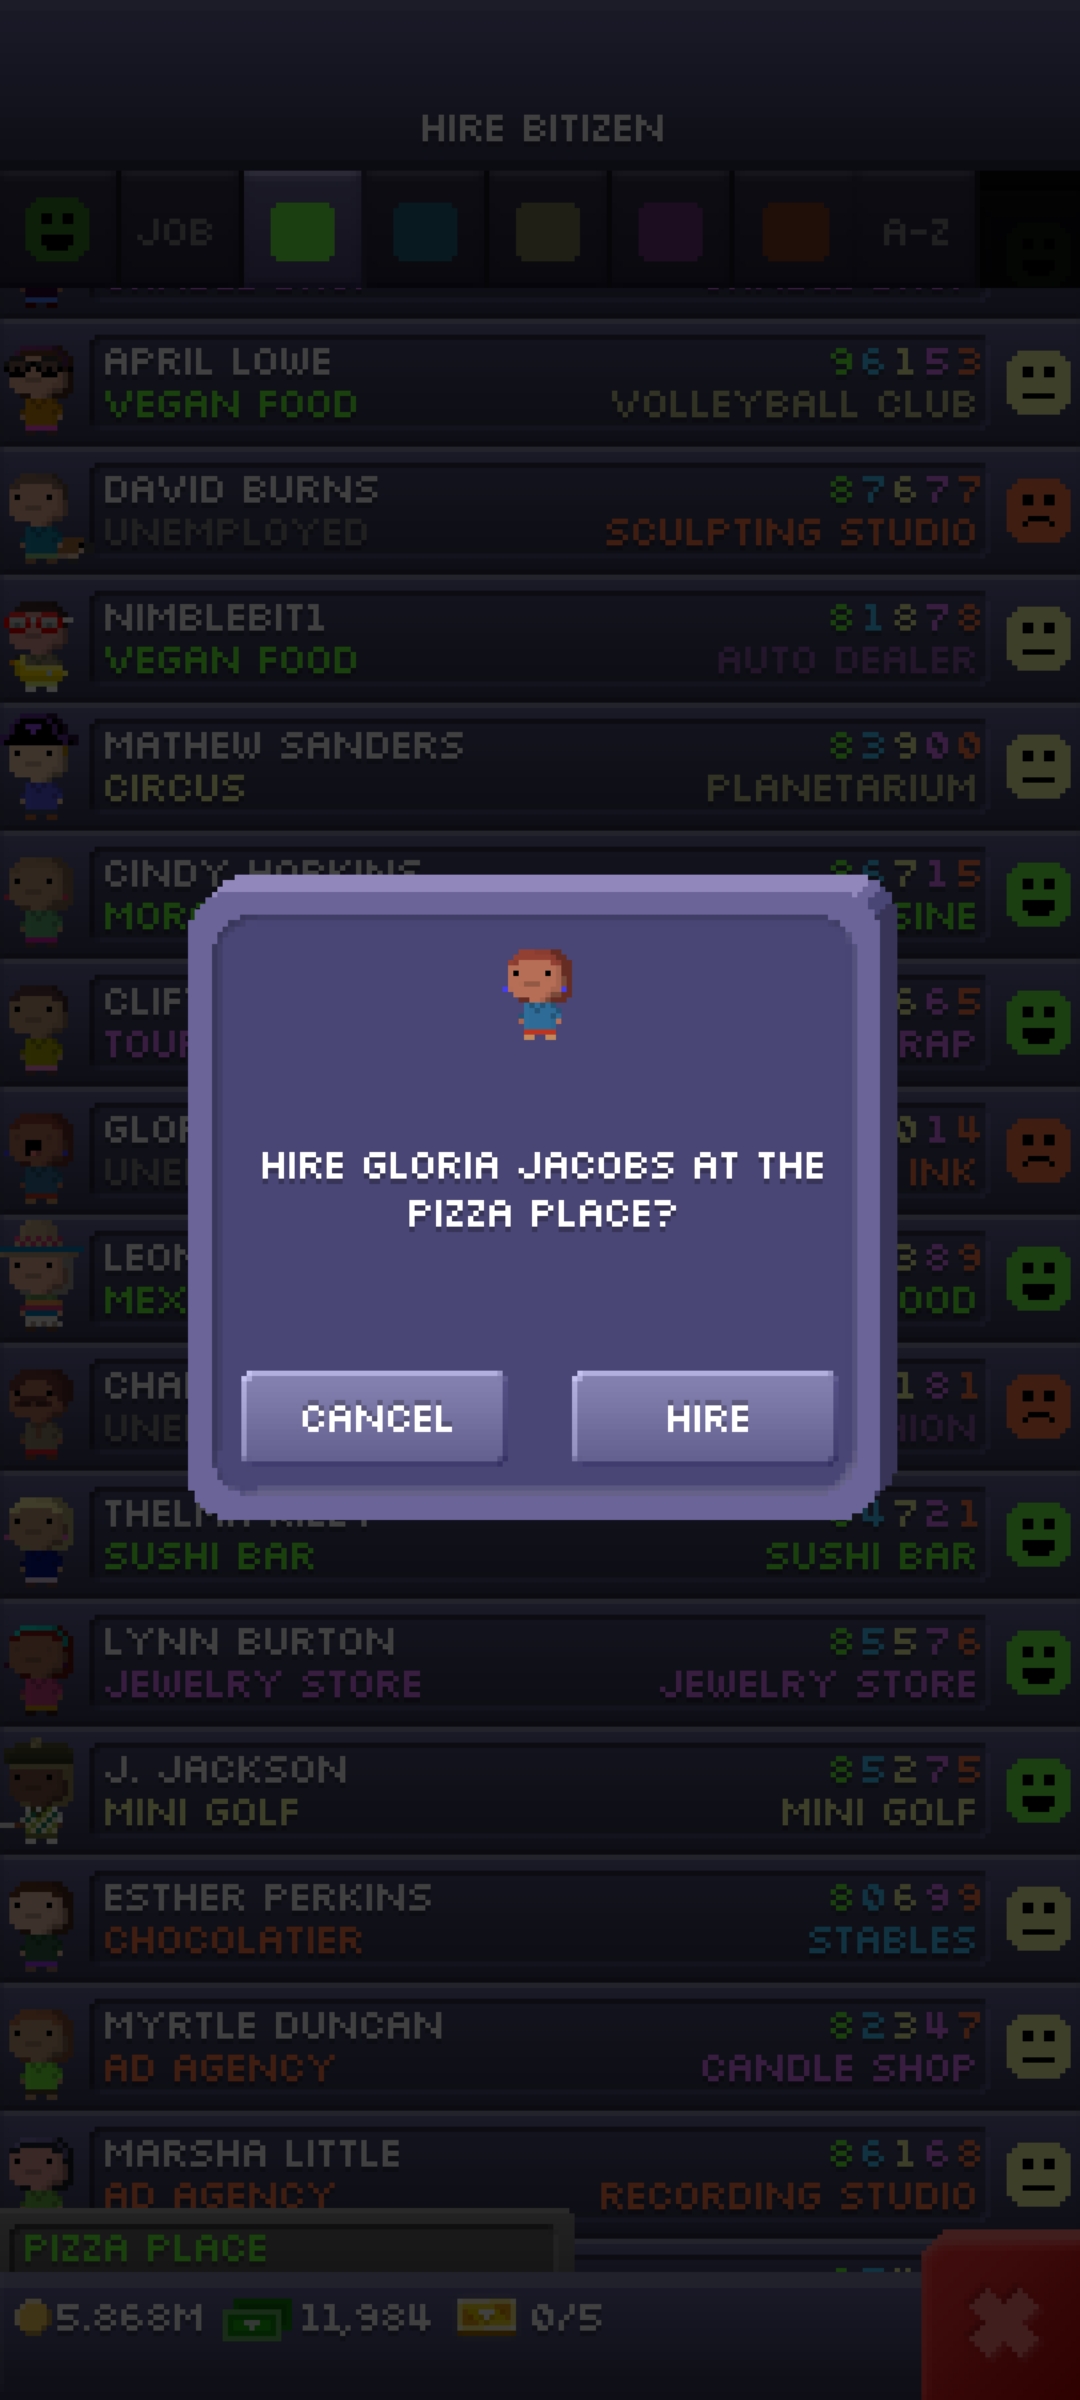 HIRE BITIZEN
JOB
A-Z
APRIL LOWE 96153
VEGAN FOOD VOLLEYBALL CLUB
DAVID BURNS 87677
UNEMPLOYED SCULPTING STUDIO
NIMBLEBIT1 81878
VEGAN FOOD AUTO DEALER
MATHEW SANDERS 83900
CIRCUS PLANETARIUM
CINDY HOPKINS 86715
HIRE GLORIA JACOBS AT THE
PIZZA PLACE?
CANCEL
HIRE
SUSHI BAR SUSHI BAR
LYNN BURTON 85576
JEWELRY STORE JEWELRY STORE
J. JACKSON 85275
MINI GOLF MINI GOLF
ESTHER PERKINS 80699
CHOCOLATIER STABLES
MYRTLE DUNCAN 82347
AD AGENCY CANDLE SHOP
MARSHA LITTLE 86168
AD AGENCY RECORDING STUDIO
PIZZA PLACE
5.868M 11,984 0/5